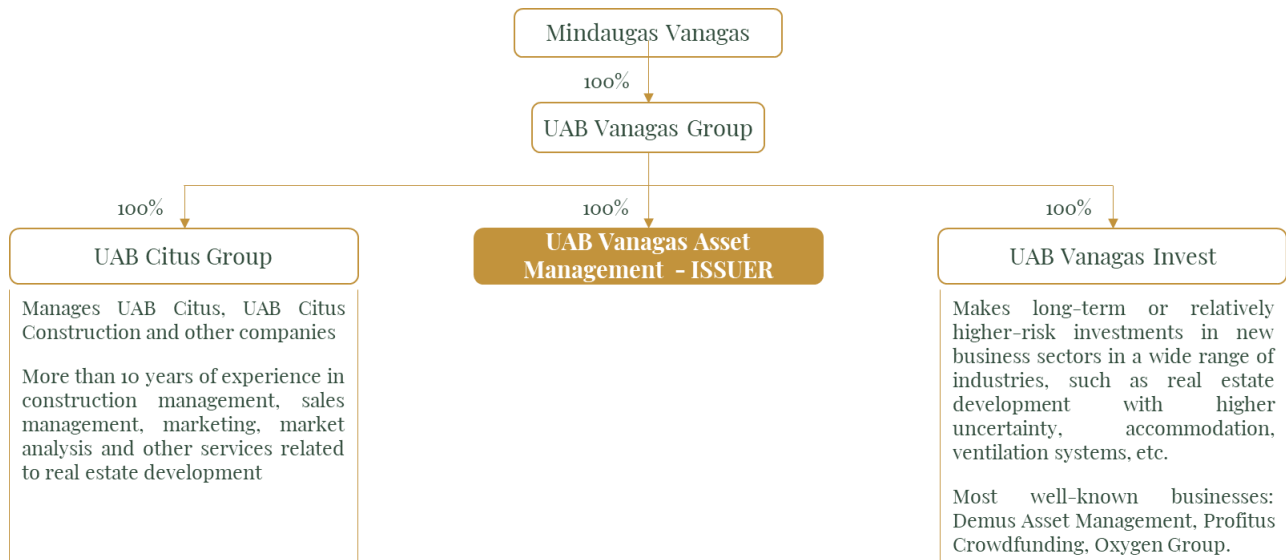 Mindaugas Vanagas
100%
UAB Vanagas Group
100%
100%
100%
UAB Citus Group
UAB Vanagas Asset
Management - ISSUER
UAB Vanagas Invest
Manages UAB Citus, UAB Citus
Construction and other companies
More than 10 years of experience in
construction management, sales
management, marketing, market
analysis and other services related
to real estate development
Makes long-term or relatively
higher-risk investments in new
business sectors in a wide range of
industries, such as real estate
development with higher
uncertainty, accommodation,
ventilation systems, etc.
Most well-known businesses:
Demus Asset Management, Profitus
Crowdfunding, Oxygen Group.